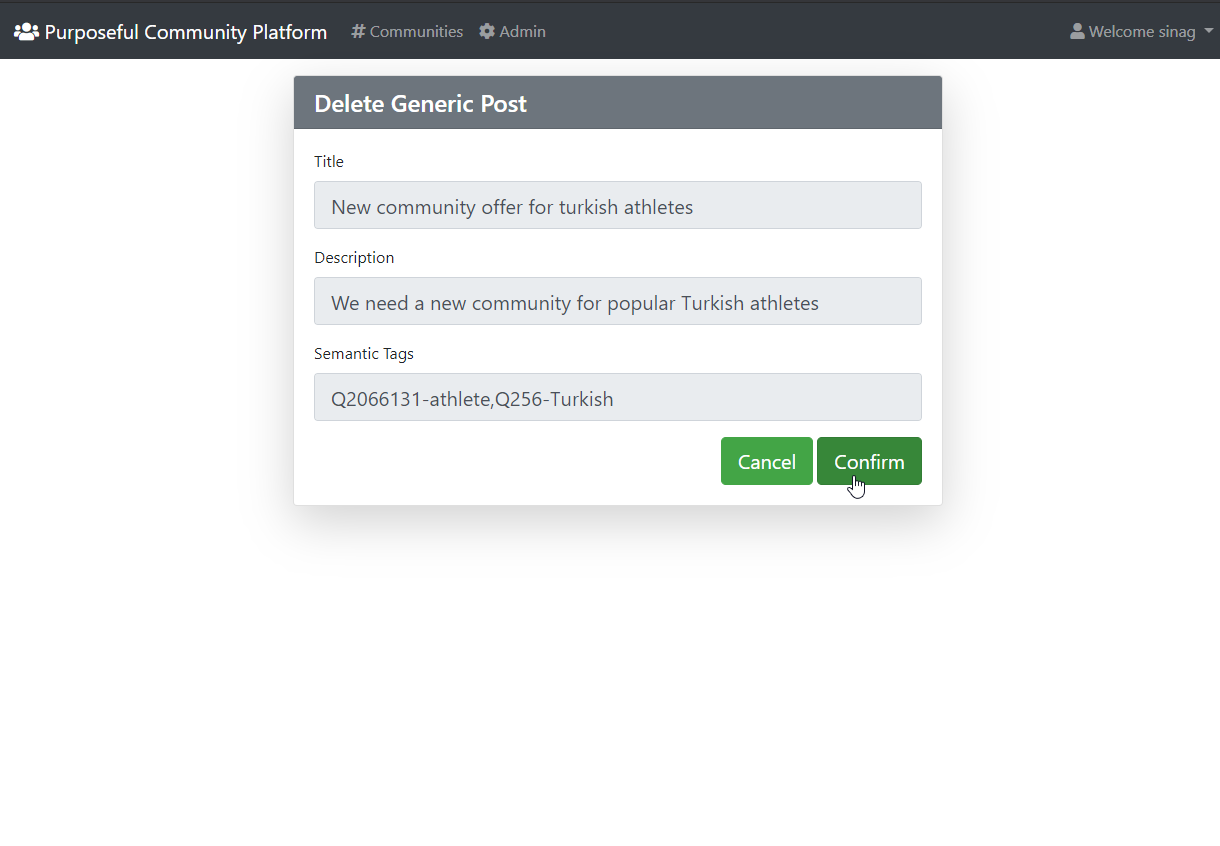 Purposeful Community Platform # Communities Admin Welcome sinag
Delete Generic Post
Title
New community offer for turkish athletes
Description
We need a new community for popular Turkish athletes
Semantic Tags
Q2066131-athlete,Q256-Turkish
Cancel Confirm